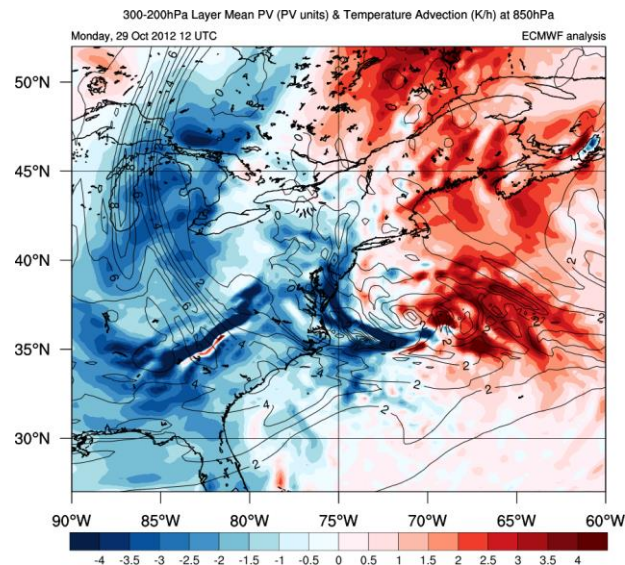 300-200hPa Layer Mean PV (PV units) & Temperature Advection (K/h) at 850hPa
Monday, 29 Oct 2012 12 UTC
ECMWF analysis
50°N
45°N
40°N
35°N
30°N
90°W 85°W 80°W 75°W 70°W 65°W 60°W
-4 -3.5 -3 -2.5 -2 -1.5 -1 -0.5 0 0.5 1 1.5 2 2.5 3 3.5 4